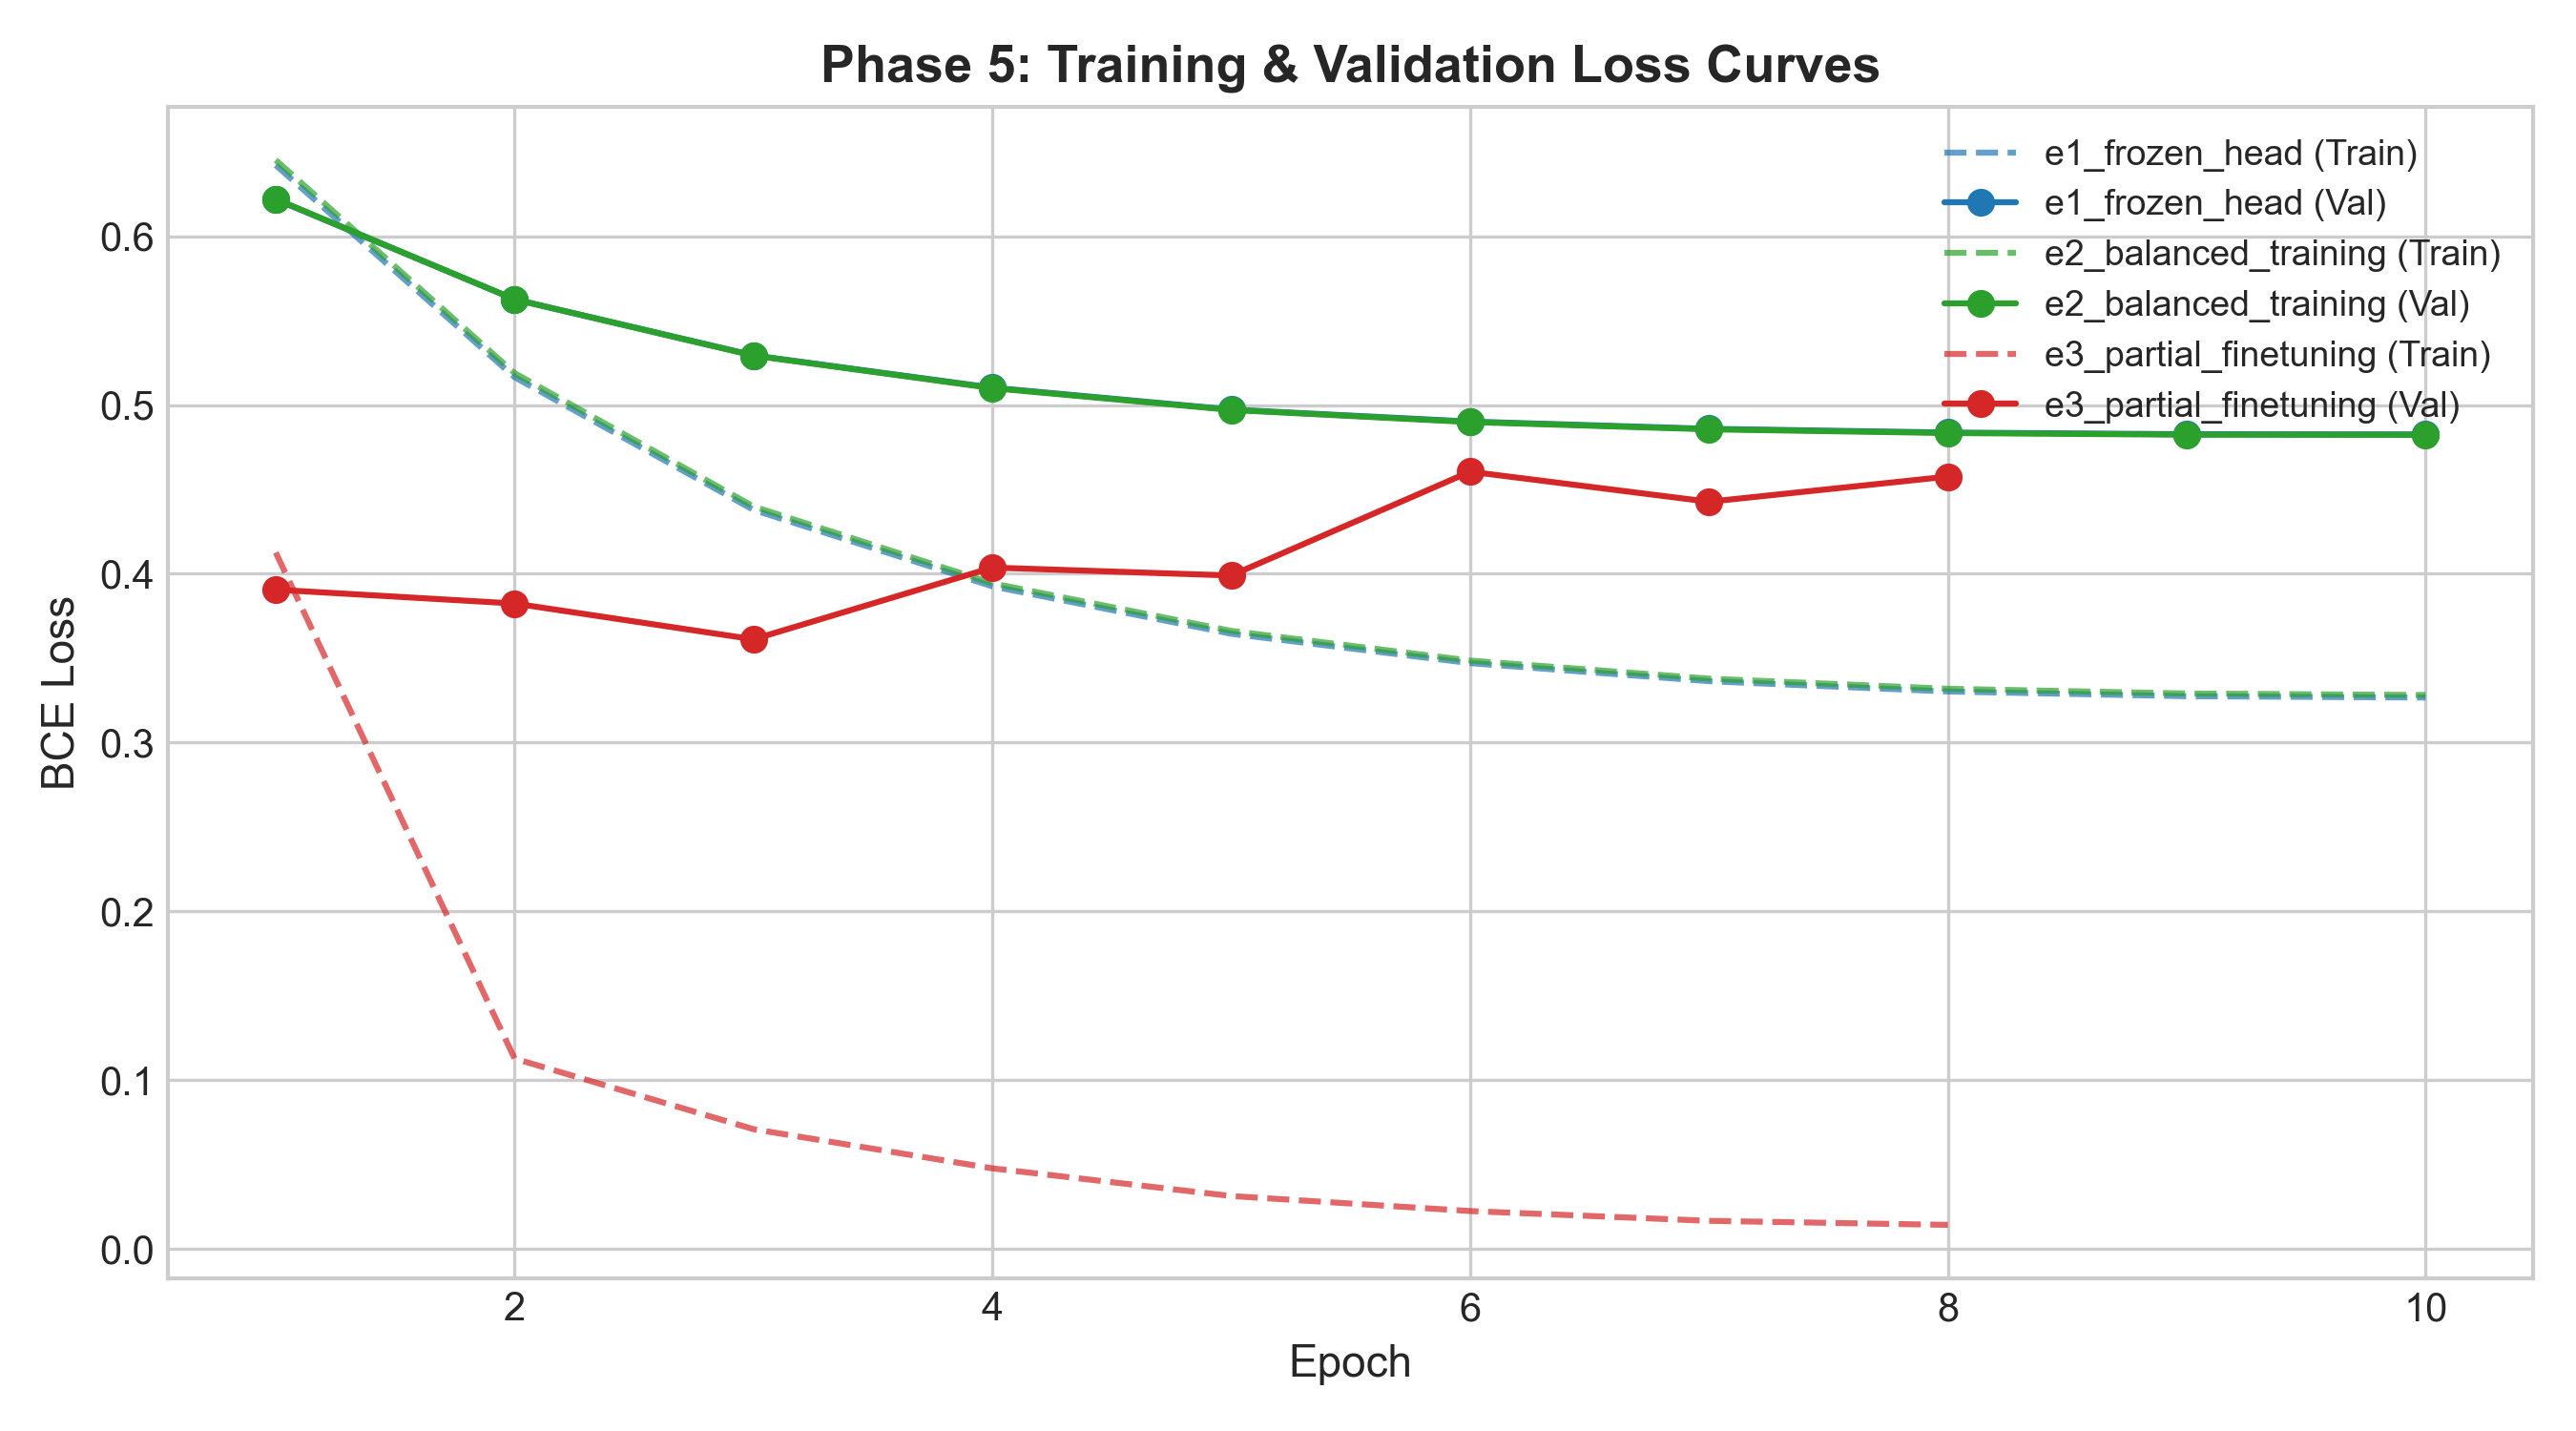 Phase 5: Training & Validation Loss Curves
e1_frozen_head (Train)
e1_frozen_head (Val)
e2_balanced_training (Train)
e2_balanced_training (Val)
e3_partial_finetuning (Train)
e3_partial_finetuning (Val)
BCE Loss
0.6
0.5
0.4
0.3
0.2
0.1
0.0
2 4 6 8 10
Epoch